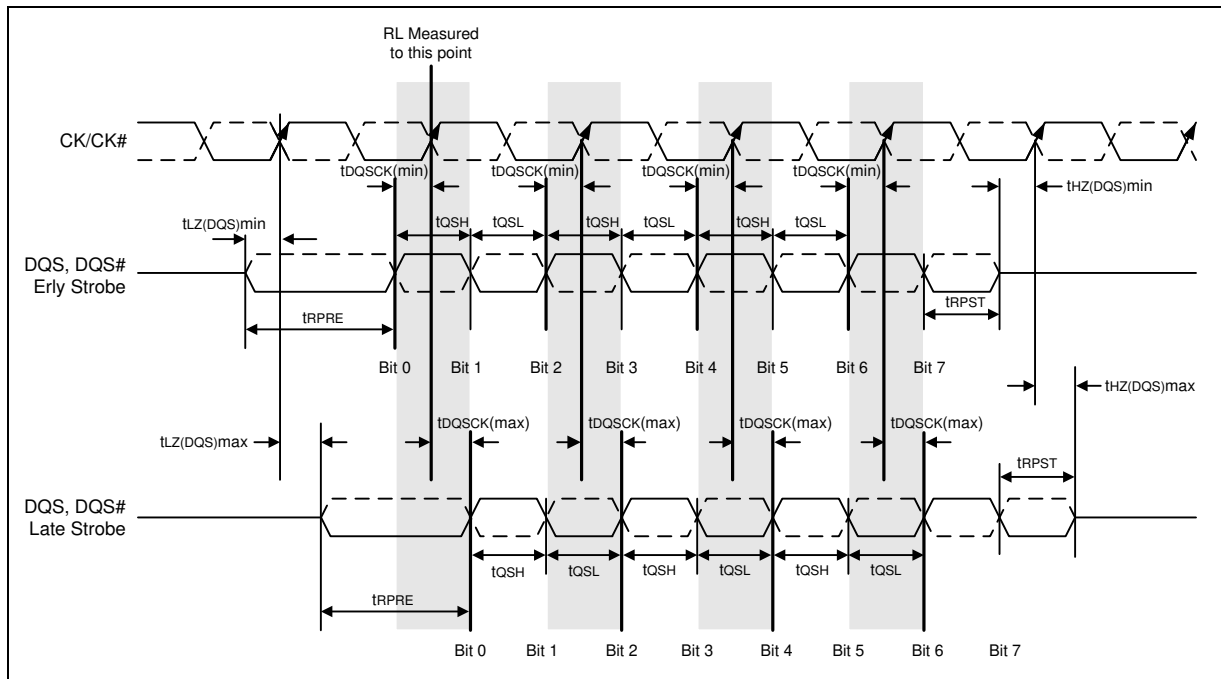 RL Measured
to this point
CK/CK#
tDQSCK(min) tDQSCK(min) tDQSCK(min) tDQSCK(min)
tHZ(DQS)min
tLZ(DQS)min
tQSH tQSL tQSH tQSL tQSH tQSL
DQS, DQS#
Erly Strobe
tRPRE
tRPST
Bit 0 Bit 1 Bit 2 Bit 3 Bit 4 Bit 5 Bit 6 Bit 7
tHZ(DQS)max
tDQSCK(max) tDQSCK(max) tDQSCK(max) tDQSCK(max)
tLZ(DQS)max
tRPST
DQS, DQS#
Late Strobe
tQSH tQSL tQSH tQSL tQSH tQSL
tRPRE
Bit 0 Bit 1 Bit 2 Bit 3 Bit 4 Bit 5 Bit 6 Bit 7